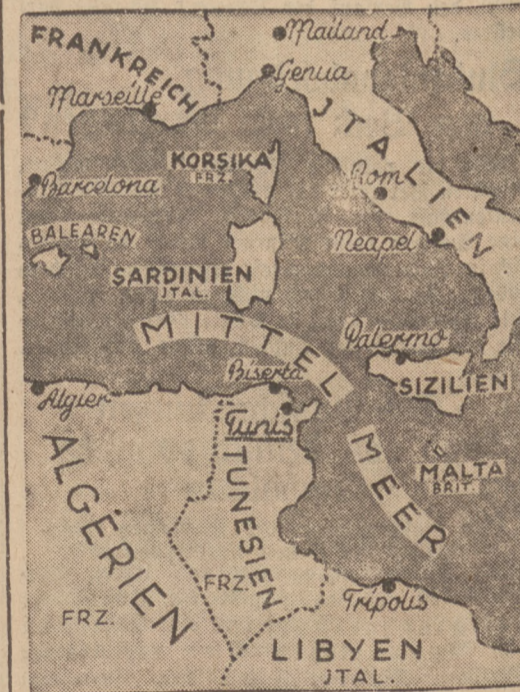 Mailand
FRANKREICH
Genua
Marseille
JTALIEN
KORSIKA
FRZ.
Barcelona
Rom
BALEAREN
Neapel
SARDINIEN
JTAL.
MITTEL
Palermo
Biserta
SIZILIEN
Algier
Tunis
MEER
MALTA
BRIT.
ALGÉRIEN
TUNESIEN
FRZ.
Tripolis
FRZ.
LIBYEN
JTAL.